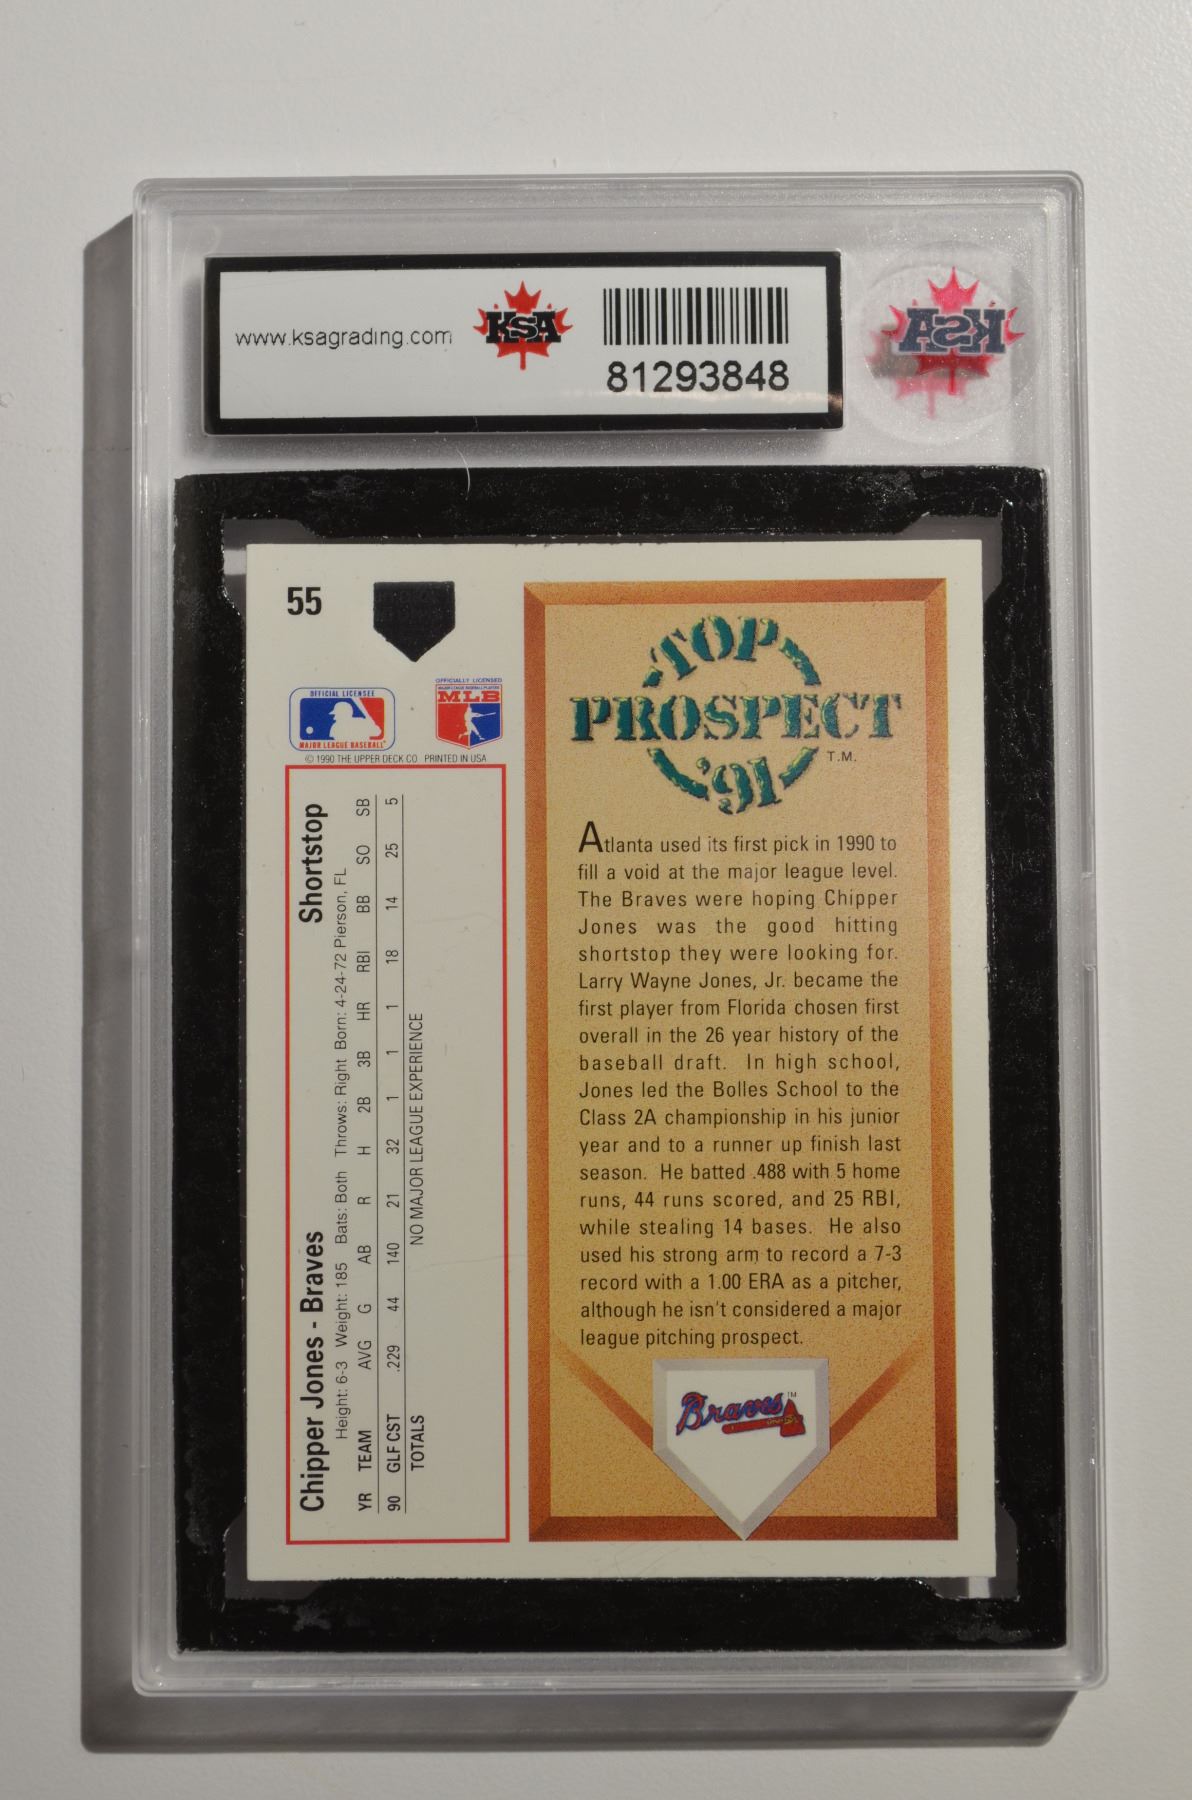 www.ksagrading.com
KSA
81293848
KSA
55
OFFICIAL LICENSEE
MAJOR LEAGUE BASEBALL
OFFICIALLY LICENSED
MAJOR LEAGUE BASEBALL PLAYERS
MLB
© 1990 THE UPPER DECK CO PRINTED IN USA
Chipper Jones - Braves Shortstop
Height: 6-3 Weight: 185 Bats: Both Throws: Right Born: 4-24-72 Pierson, FL
YR TEAM AVG G AB R H 2B 3B HR RBI BB SO SB
90 GLF CST .229 44 140 21 32 1 1 1 18 14 25 5
TOTALS NO MAJOR LEAGUE EXPERIENCE
TOP
PROSPECT
'91
T.M.
Atlanta used its first pick in 1990 to
fill a void at the major league level.
The Braves were hoping Chipper
Jones was the good hitting
shortstop they were looking for.
Larry Wayne Jones, Jr. became the
first player from Florida chosen first
overall in the 26 year history of the
baseball draft. In high school,
Jones led the Bolles School to the
Class 2A championship in his junior
year and to a runner up finish last
season. He batted .488 with 5 home
runs, 44 runs scored, and 25 RBI,
while stealing 14 bases. He also
used his strong arm to record a 7-3
record with a 1.00 ERA as a pitcher,
although he isn't considered a major
league pitching prospect.
Braves TM